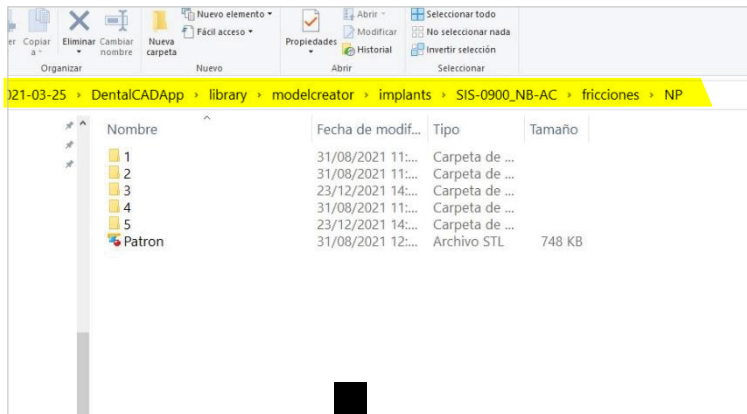 Nuevo elemento
Abrir
Seleccionar todo
Fácil acceso
Modificar
No seleccionar nada
er Copiar a
Eliminar
Cambiar nombre
Nueva carpeta
Propiedades
Historial
Invertir selección
Organizar
Nuevo
Abrir
Seleccionar
021-03-25 › DentalCADApp › library › modelcreator › implants › SIS-0900_NB-AC › fricciones › NP
Nombre Fecha de modif... Tipo Tamaño
1 31/08/2021 11:... Carpeta de ...
2 31/08/2021 11:... Carpeta de ...
3 23/12/2021 14:... Carpeta de ...
4 31/08/2021 11:... Carpeta de ...
5 23/12/2021 14:... Carpeta de ...
Patron 31/08/2021 12:... Archivo STL 748 KB